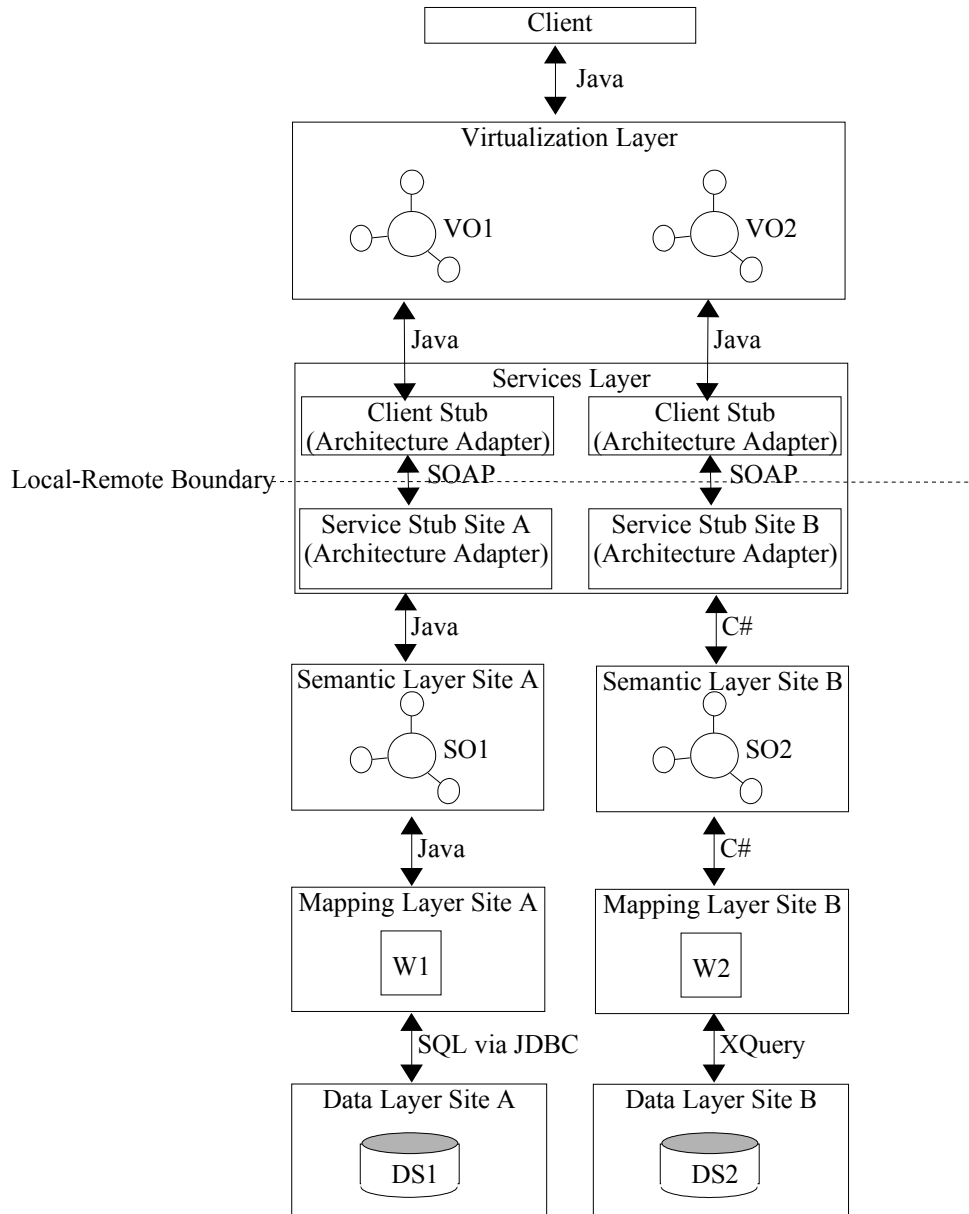 Client
Java
Virtualization Layer
VO1
VO2
Java
Java
Services Layer
Client Stub
(Architecture Adapter)
Client Stub
(Architecture Adapter)
SOAP
SOAP
Local-Remote Boundary
Service Stub Site A
(Architecture Adapter)
Service Stub Site B
(Architecture Adapter)
Java
C#
Semantic Layer Site A
SO1
Semantic Layer Site B
SO2
Java
C#
Mapping Layer Site A
W1
Mapping Layer Site B
W2
SQL via JDBC
XQuery
Data Layer Site A
DS1
Data Layer Site B
DS2